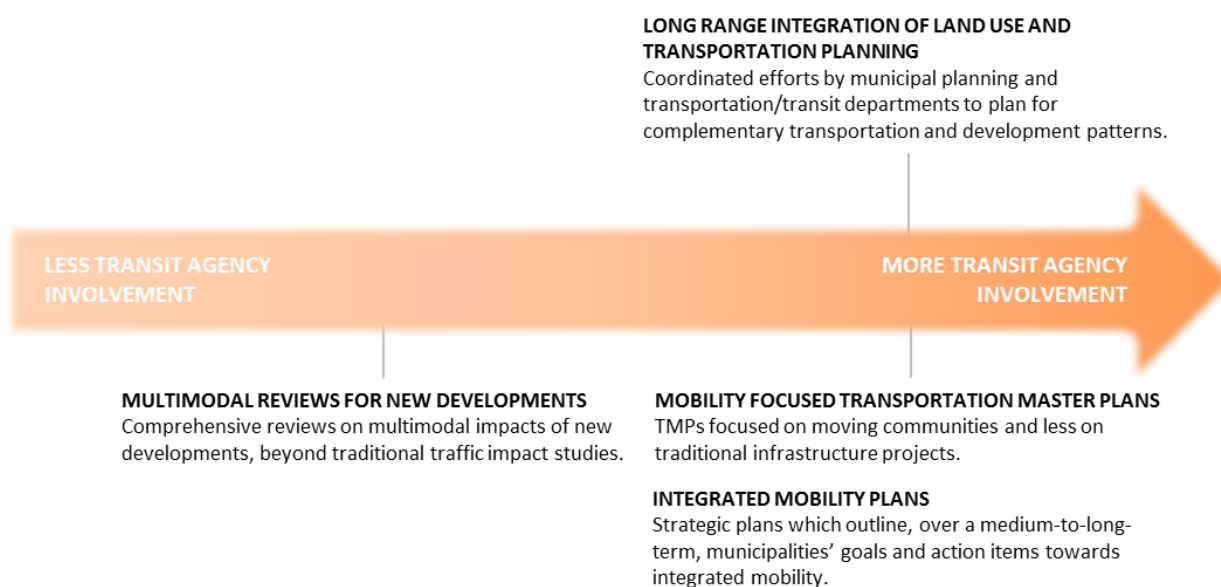 LONG RANGE INTEGRATION OF LAND USE AND
TRANSPORTATION PLANNING
Coordinated efforts by municipal planning and
transportation/transit departments to plan for
complementary transportation and development patterns.
LESS TRANSIT AGENCY
INVOLVEMENT
MORE TRANSIT AGENCY
INVOLVEMENT
MULTIMODAL REVIEWS FOR NEW DEVELOPMENTS
Comprehensive reviews on multimodal impacts of new
developments, beyond traditional traffic impact studies.
MOBILITY FOCUSED TRANSPORTATION MASTER PLANS
TMPs focused on moving communities and less on
traditional infrastructure projects.
INTEGRATED MOBILITY PLANS
Strategic plans which outline, over a medium-to-long-
term, municipalities’ goals and action items towards
integrated mobility.